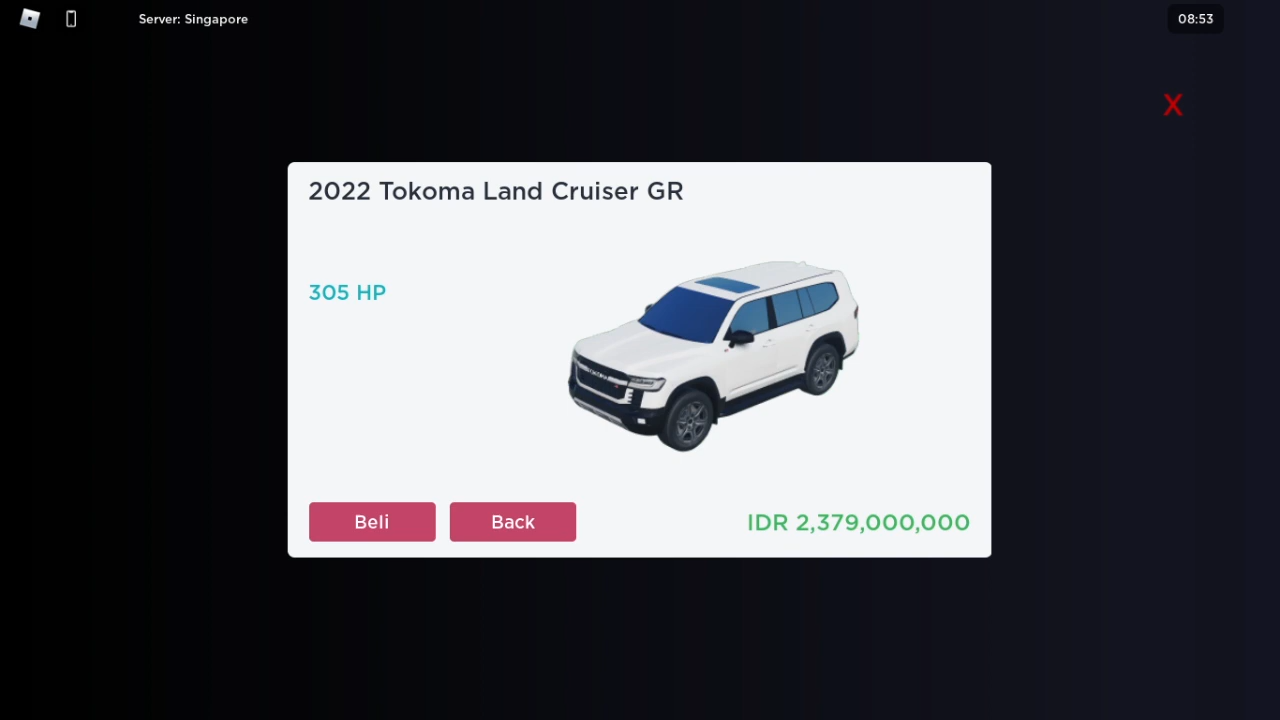 Server: Singapore
08:53
X
2022 Tokoma Land Cruiser GR
305 HP
Beli
Back
IDR 2,379,000,000